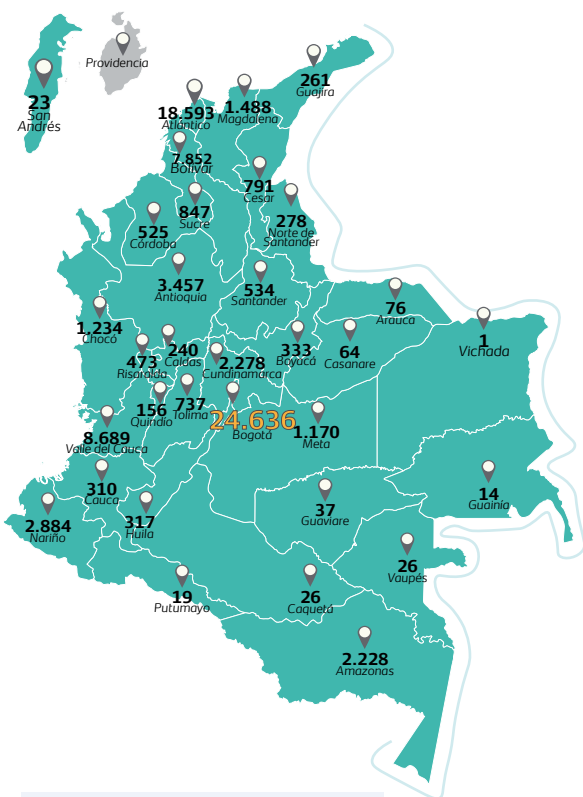 Providencia
23
San
Andrés
261
Guajira
18.593
Atlántico
1.488
Magdalena
7.852
Bolívar
791
Cesar
847
Sucre
278
Norte de
Santander
525
Córdoba
3.457
Antioquia
534
Santander
76
Arauca
1.234
Chocó
1
Vichada
333
Boyacá
64
Casanare
240
Caldas
473
Risaralda
2.278
Cundinamarca
156
Quindío
737
Tolima
24.636
Bogotá
1.170
Meta
8.689
Valle del Cauca
310
Cauca
14
Guainía
37
Guaviare
2.884
Nariño
317
Huila
26
Vaupés
19
Putumayo
26
Caquetá
2.228
Amazonas